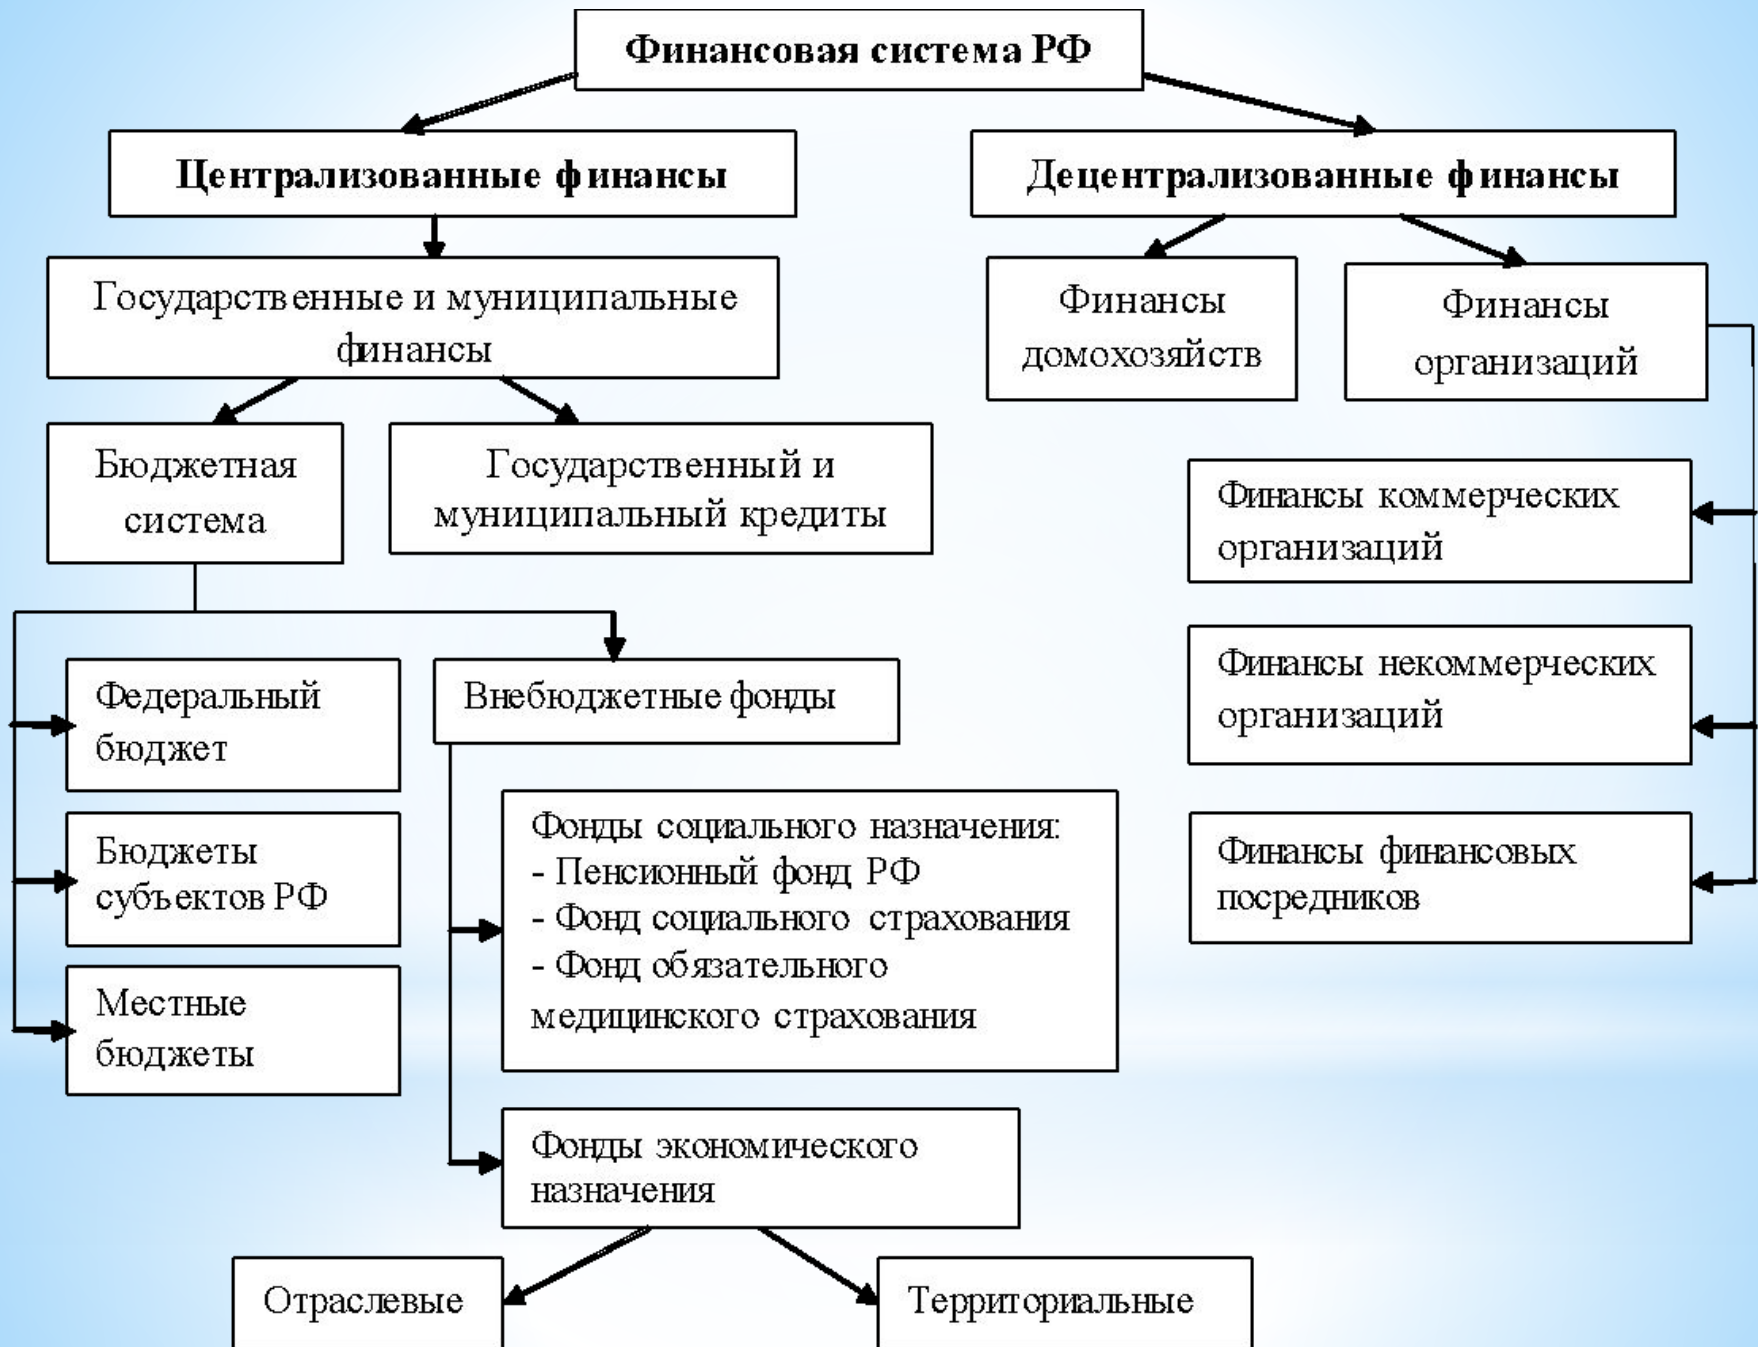 Финансовая система РФ
Централизованные финансы
Децентрализованные финансы
Государственные и муниципальные
финансы
Финансы
домохозяйств
Финансы
организаций
Бюджетная
система
Государственный и
муниципальный кредиты
Финансы коммерческих
организаций
Финансы некоммерческих
организаций
Финансы финансовых
посредников
Федеральный
бюджет
Бюджеты
субъектов РФ
Местные
бюджеты
Внебюджетные фонды
Фонды социального назначения:
- Пенсионный фонд РФ
- Фонд социального страхования
- Фонд обязательного
медицинского страхования
Фонды экономического
назначения
Отраслевые
Территориальные